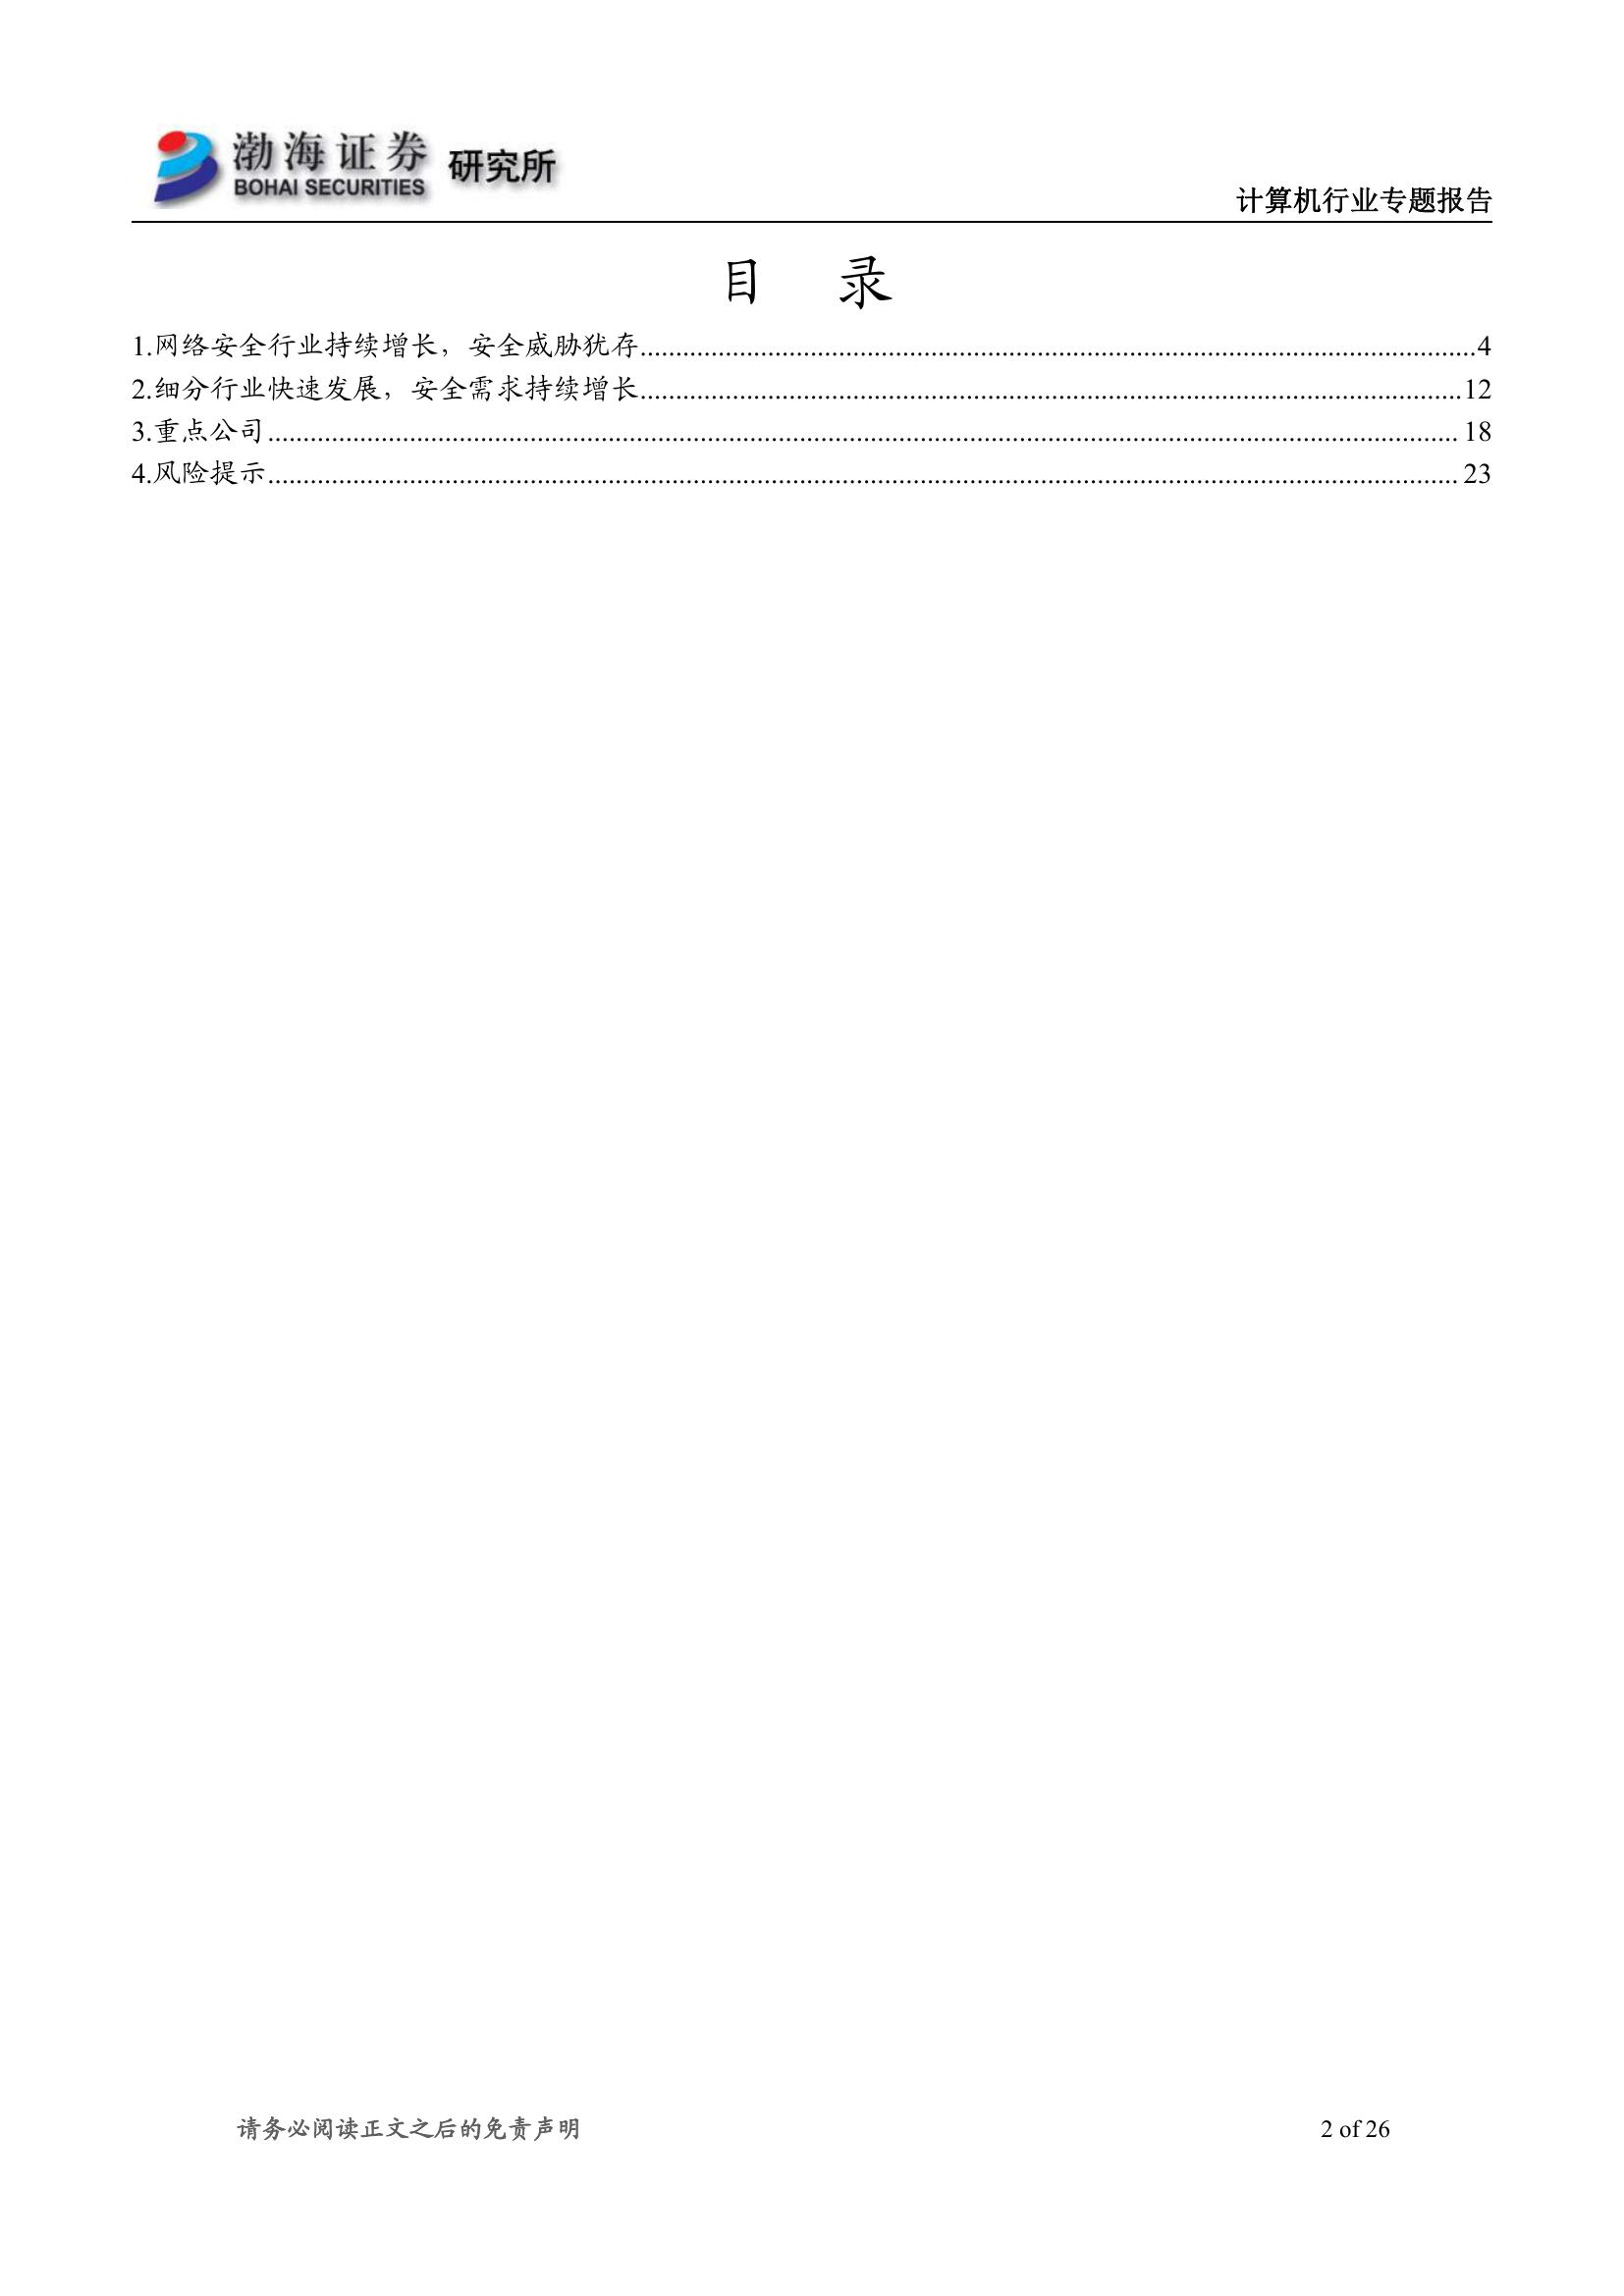 渤海证券 研究所
BOHAI SECURITIES
计算机行业专题报告
目 录
1.网络安全行业持续增长，安全威胁犹存........................................4
2.细分行业快速发展，安全需求持续增长........................................12
3.重点公司........................................18
4.风险提示........................................23
请务必阅读正文之后的免责声明 2 of 26